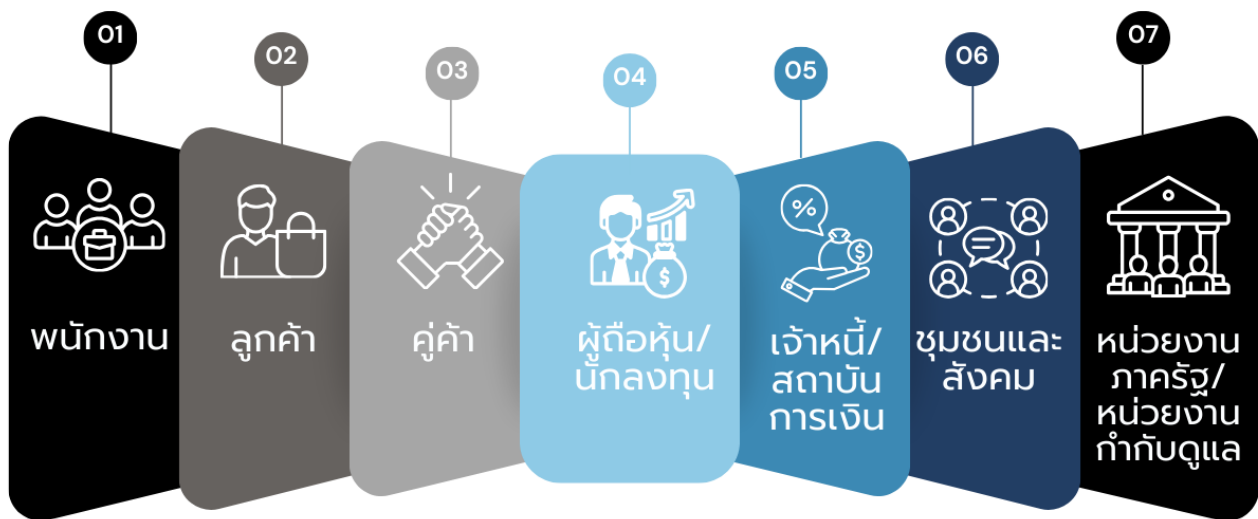 01
พนักงาน
02
ลูกค้า
03
คู่ค้า
04
ผู้ถือหุ้น/
นักลงทุน
05
%
$
เจ้าหนี้/
สถาบัน
การเงิน
06
ชุมชนและ
สังคม
07
หน่วยงาน
ภาครัฐ/
หน่วยงาน
กำกับดูแล